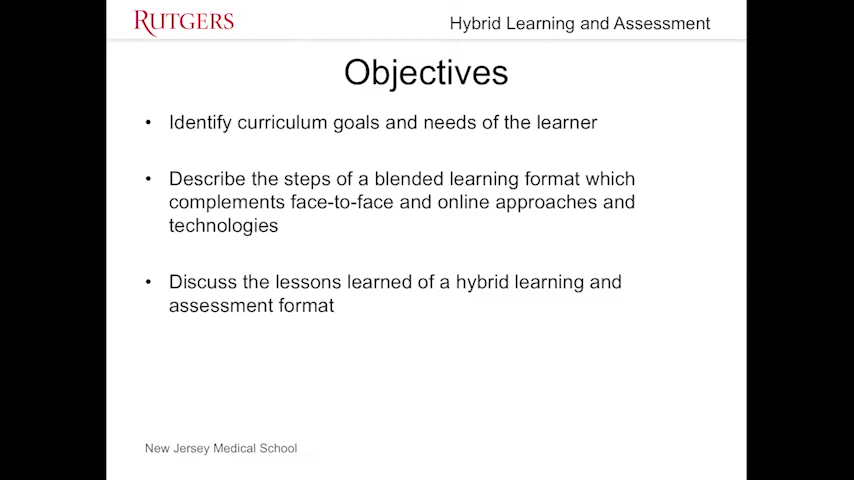 RUTGERS
Hybrid Learning and Assessment
Objectives
• Identify curriculum goals and needs of the learner
• Describe the steps of a blended learning format which
complements face-to-face and online approaches and
technologies
• Discuss the lessons learned of a hybrid learning and
assessment format
New Jersey Medical School